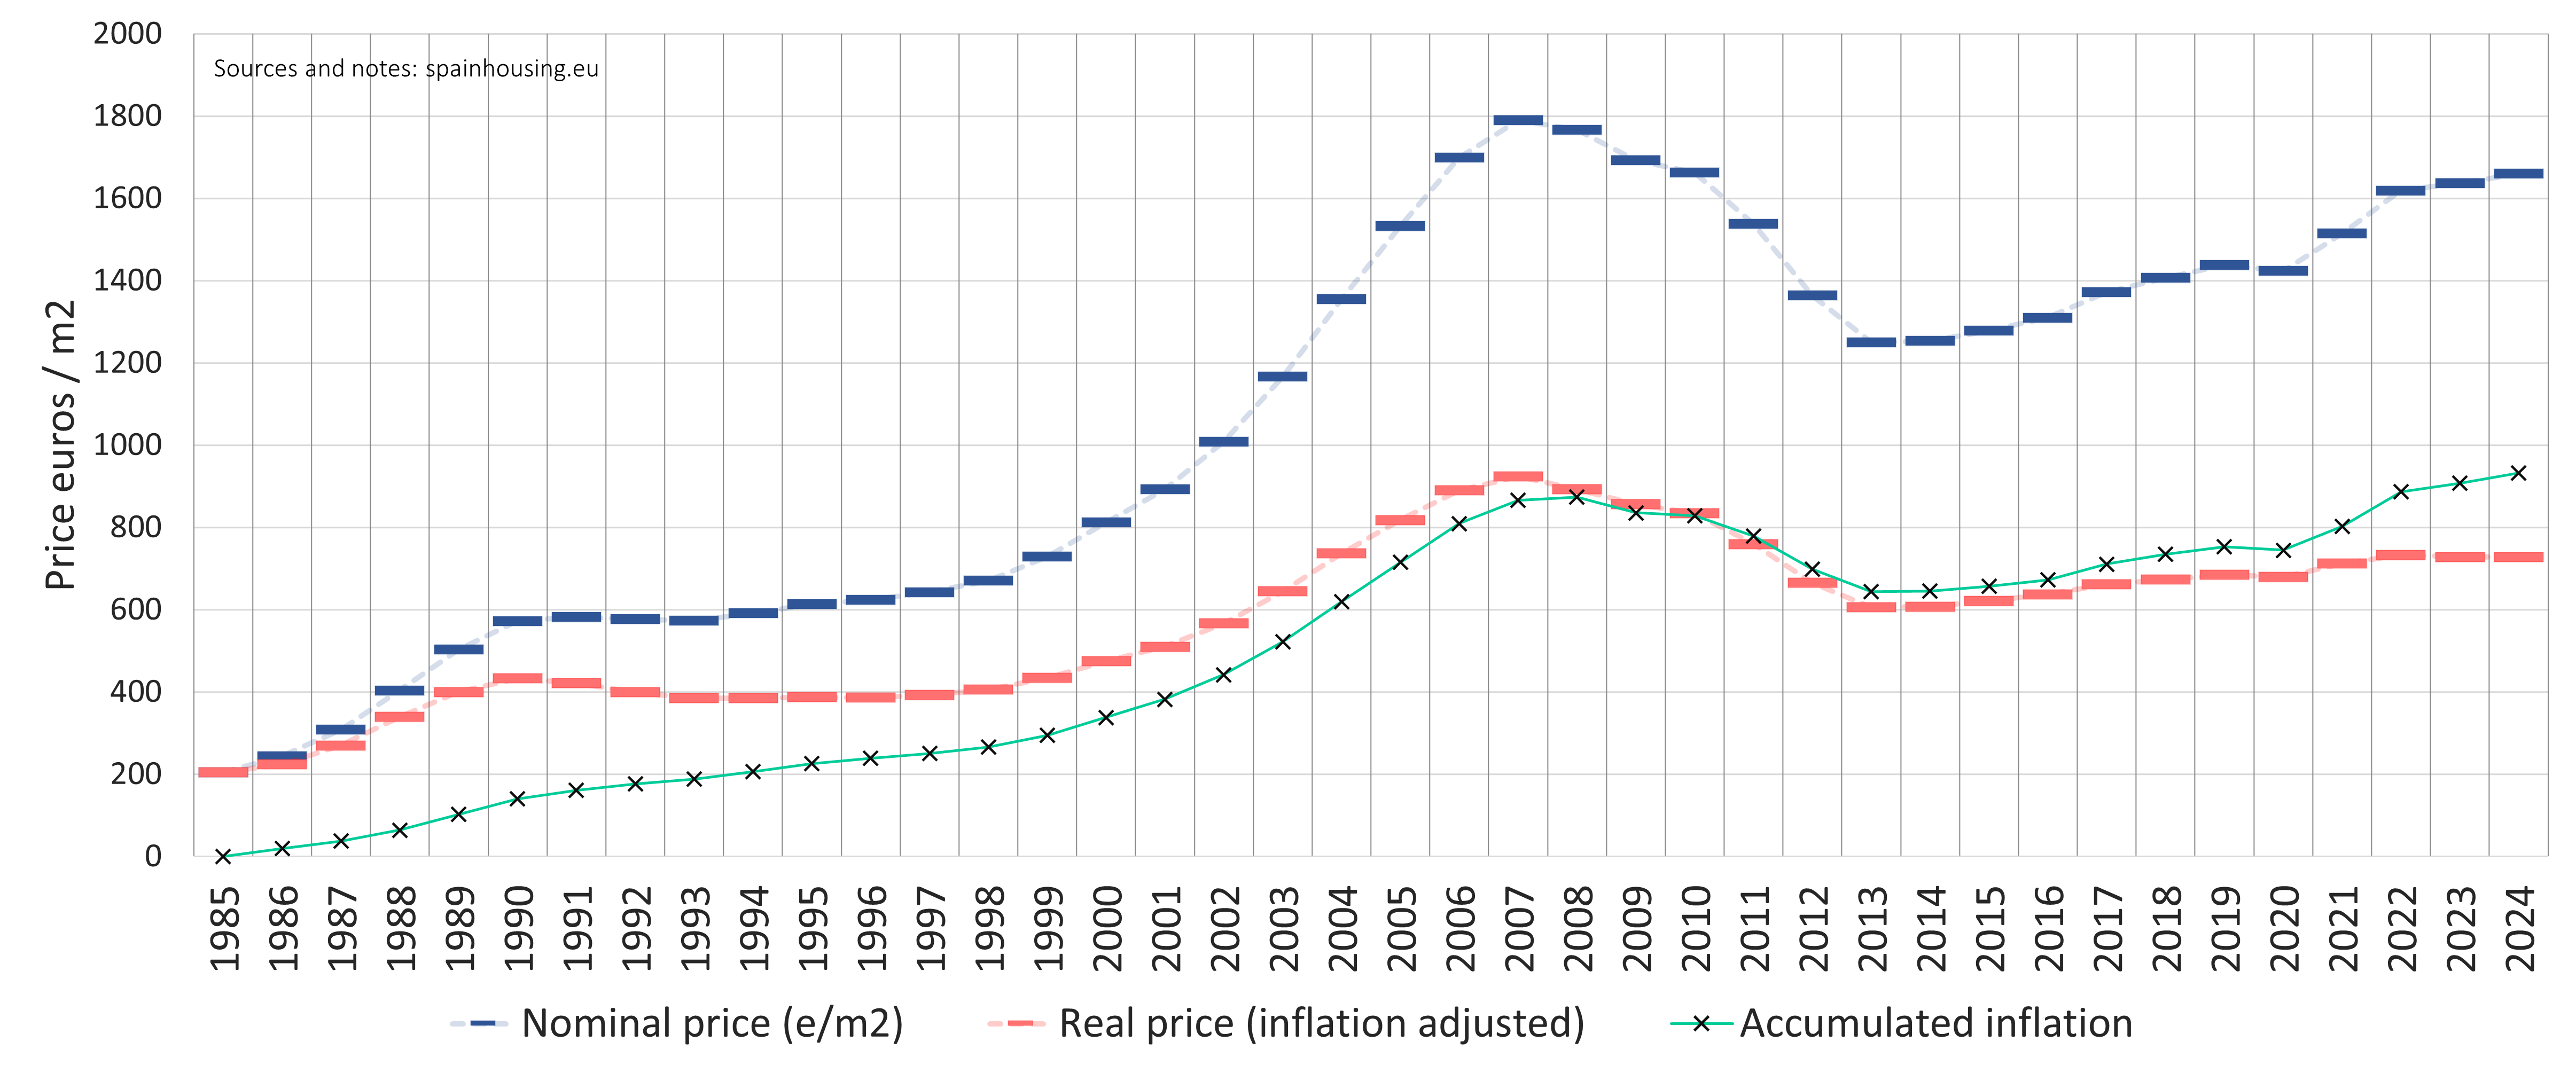 2000
Sources and notes: spainhousing.eu
1800
1600
1400
1200
1000
800
600
400
200
0
Price euros / m2
1985 1986 1987 1988 1989 1990 1991 1992 1993 1994 1995 1996 1997 1998 1999 2000 2001 2002 2003 2004 2005 2006 2007 2008 2009 2010 2011 2012 2013 2014 2015 2016 2017 2018 2019 2020 2021 2022 2023 2024
Nominal price (e/m2) Real price (inflation adjusted) Accumulated inflation